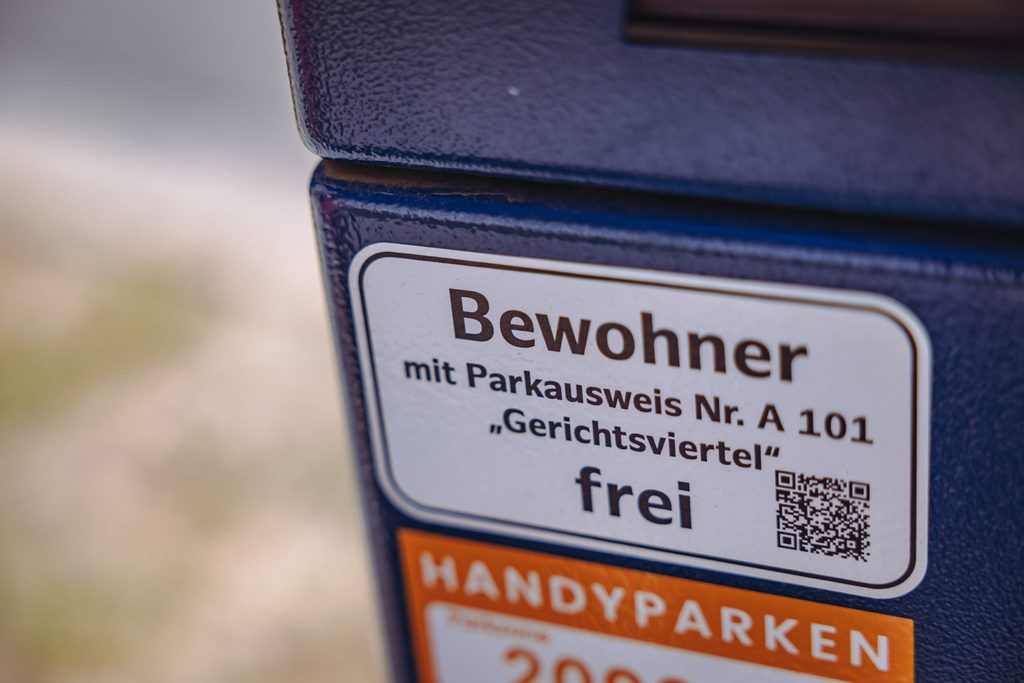 Bewohner
mit Parkausweis Nr. A 101
„Gerichtsviertel“
frei
HANDYPARKEN